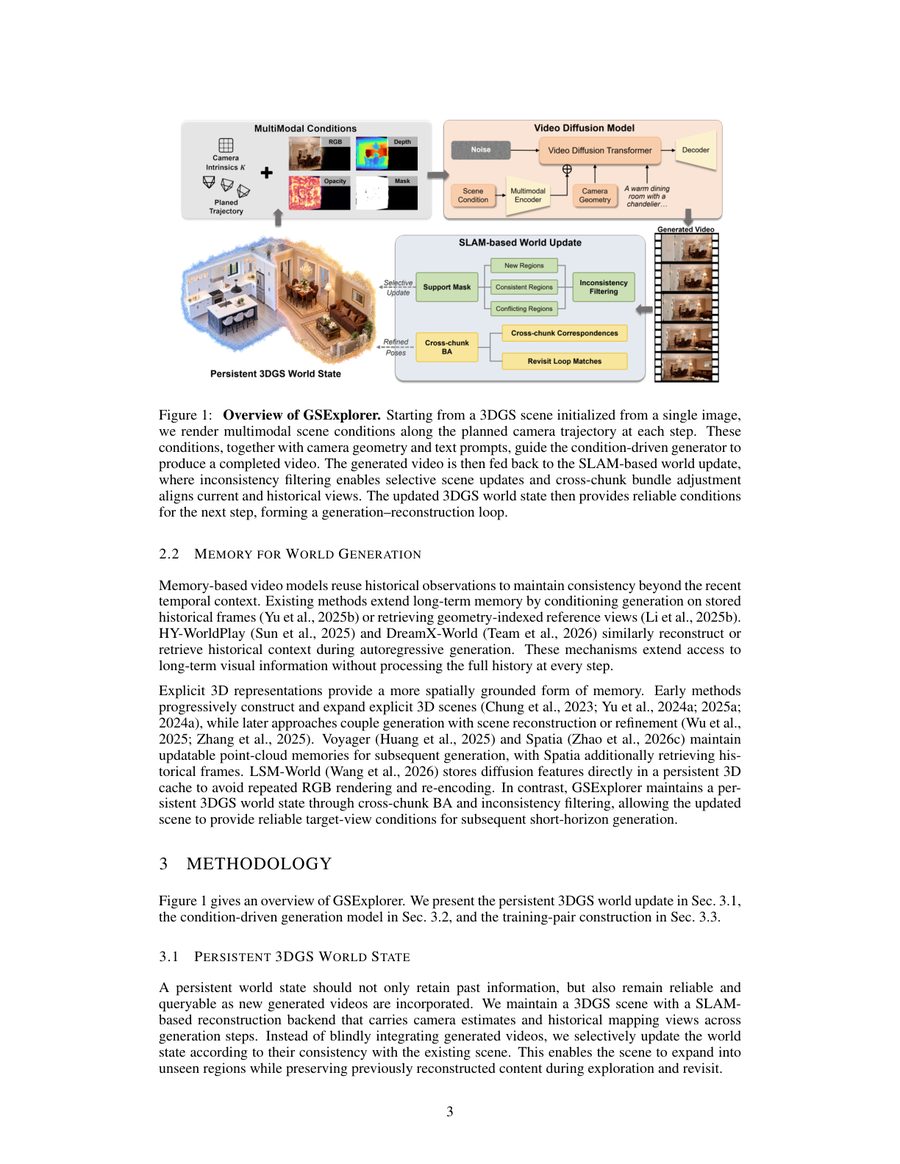 MultiModal Conditions
Camera
Intrinsics K
Planed
Trajectory
RGB
Depth
Opacity
Mask
Video Diffusion Model
Noise
Video Diffusion Transformer
Decoder
Scene
Condition
Multimodal
Encoder
Camera
Geometry
A warm dining
room with a
chandelier…
Generated Video
SLAM-based World Update
Selective
Update
Support Mask
New Regions
Consistent Regions
Conflicting Regions
Inconsistency
Filtering
Refined
Poses
Cross-chunk
BA
Cross-chunk Correspondences
Revisit Loop Matches
Persistent 3DGS World State
Figure 1: Overview of GSExplorer. Starting from a 3DGS scene initialized from a single image,
we render multimodal scene conditions along the planned camera trajectory at each step. These
conditions, together with camera geometry and text prompts, guide the condition-driven generator to
produce a completed video. The generated video is then fed back to the SLAM-based world update,
where inconsistency filtering enables selective scene updates and cross-chunk bundle adjustment
aligns current and historical views. The updated 3DGS world state then provides reliable conditions
for the next step, forming a generation–reconstruction loop.
2.2 MEMORY FOR WORLD GENERATION
Memory-based video models reuse historical observations to maintain consistency beyond the recent
temporal context. Existing methods extend long-term memory by conditioning generation on stored
historical frames (Yu et al., 2025b) or retrieving geometry-indexed reference views (Li et al., 2025b).
HY-WorldPlay (Sun et al., 2025) and DreamX-World (Team et al., 2026) similarly reconstruct or
retrieve historical context during autoregressive generation. These mechanisms extend access to
long-term visual information without processing the full history at every step.
Explicit 3D representations provide a more spatially grounded form of memory. Early methods
progressively construct and expand explicit 3D scenes (Chung et al., 2023; Yu et al., 2024a; 2025a;
2024a), while later approaches couple generation with scene reconstruction or refinement (Wu et al.,
2025; Zhang et al., 2025). Voyager (Huang et al., 2025) and Spatia (Zhao et al., 2026c) maintain
updatable point-cloud memories for subsequent generation, with Spatia additionally retrieving his-
torical frames. LSM-World (Wang et al., 2026) stores diffusion features directly in a persistent 3D
cache to avoid repeated RGB rendering and re-encoding. In contrast, GSExplorer maintains a per-
sistent 3DGS world state through cross-chunk BA and inconsistency filtering, allowing the updated
scene to provide reliable target-view conditions for subsequent short-horizon generation.
3 METHODOLOGY
Figure 1 gives an overview of GSExplorer. We present the persistent 3DGS world update in Sec. 3.1,
the condition-driven generation model in Sec. 3.2, and the training-pair construction in Sec. 3.3.
3.1 PERSISTENT 3DGS WORLD STATE
A persistent world state should not only retain past information, but also remain reliable and
queryable as new generated videos are incorporated. We maintain a 3DGS scene with a SLAM-
based reconstruction backend that carries camera estimates and historical mapping views across
generation steps. Instead of blindly integrating generated videos, we selectively update the world
state according to their consistency with the existing scene. This enables the scene to expand into
unseen regions while preserving previously reconstructed content during exploration and revisit.
3